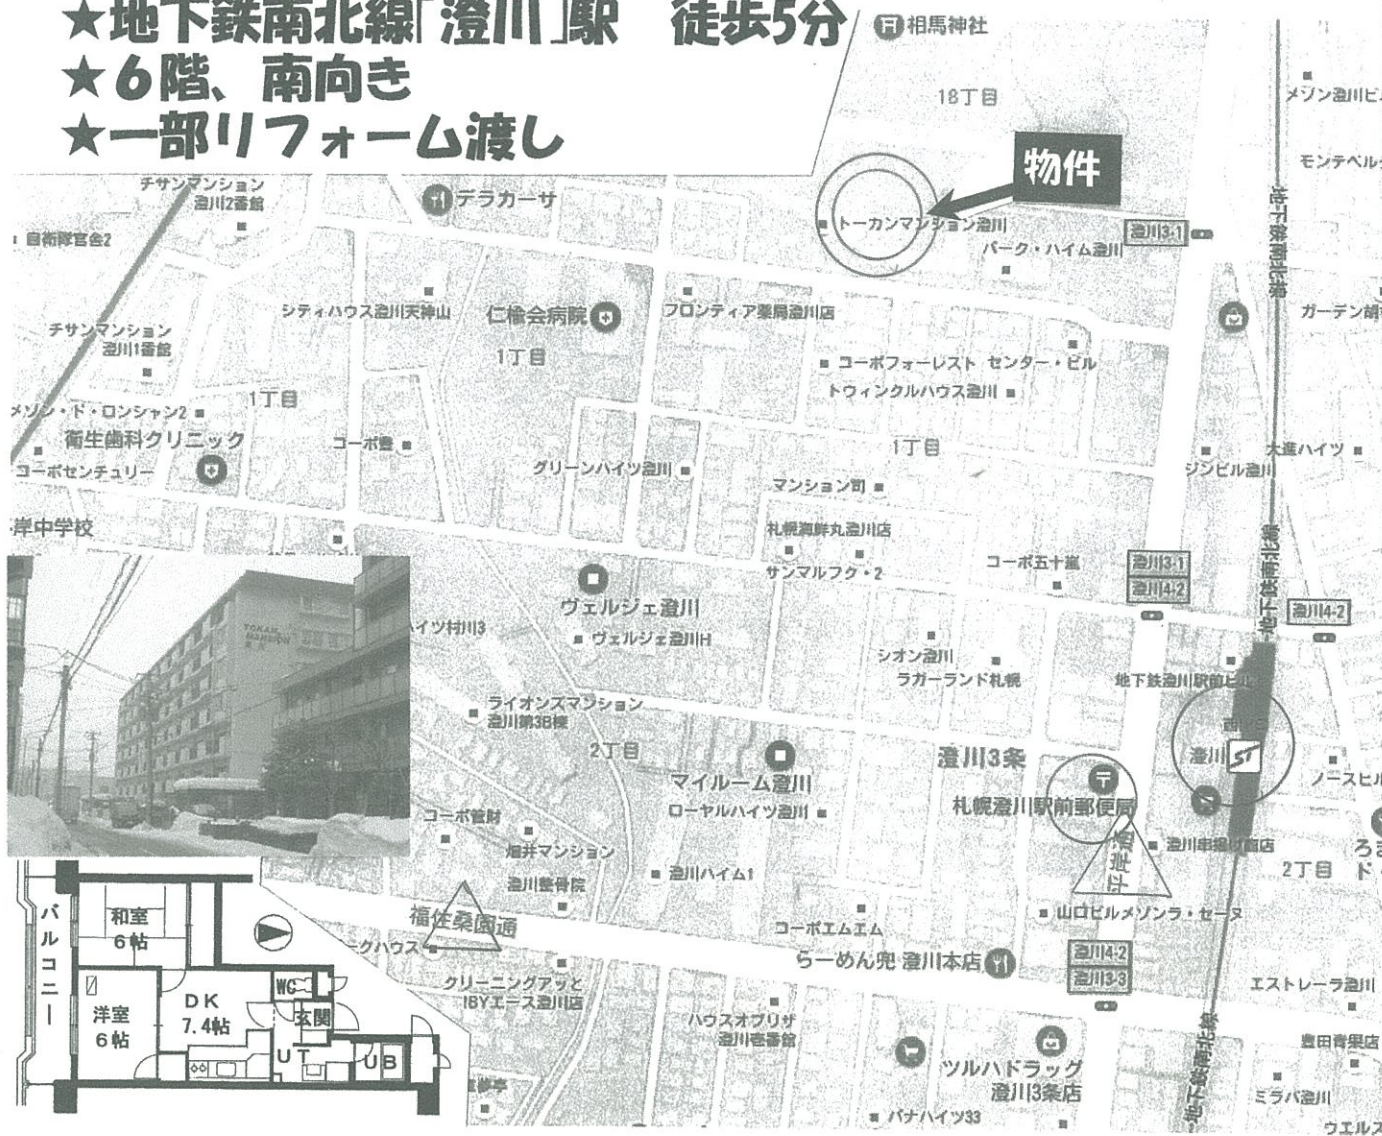 ★地下鉄南北線「澄川」駅　徒歩5分
★6階、南向き
★一部リフォーム渡し
相馬神社
18丁目
物件
メゾン澄川ビ
チサンマンション
澄川2番館
デラカーサ
トーカンマンション澄川
澄川3-1
パーク・ハイム澄川
自衛隊官舎2
シティハウス澄川天神山
仁楡会病院
フロンティア薬局澄川店
チサンマンション
澄川1番館
1丁目
コーポフォーレスト
センター・ビル
トウィンクルハウス澄川
メゾン・ド・ロンシャン2
1丁目
衛生歯科クリニック
コーポ豊
1丁目
コーポセンチュリー
グリーンハイツ澄川
ジンビル澄川
大進ハイツ
マンション司
岸中学校
札幌海鮮丸澄川店
サンマルフク・2
コーポ五十嵐
澄川3-1
澄川4-2
地下鉄南北線
澄川4-2
ヴェルジェ澄川
ヴェルジェ澄川H
ハイツ村川3
TOKAN
MANSION
シオン澄川
ラガーランド札幌
地下鉄澄川駅前ビル
ライオンズマンション
澄川第3B棟
2丁目
マイルーム澄川
ローヤルハイツ澄川
澄川3条
札幌澄川駅前郵便局
澄川
ST
ノースヒル
コーポ管財
畑井マンション
澄川整骨院
澄川ハイム1
平岸通
2丁目
福住桑園通
クハウス
コーポエムエム
山口ビルメゾンラ・セーヌ
らーめん兜 澄川本店
澄川4-2
澄川3-3
エストレーラ澄川
クリーニングアッと
IBYエース澄川店
ハウスオブリザ
澄川壱番館
ツルハドラッグ
澄川3条店
豊田青果店
ミラバ澄川
バナハイツ33
地下鉄南北線
ウエルス
バルコニー
和室
6帖
洋室
6帖
DK
7.4帖
WC
玄関
UT
UB